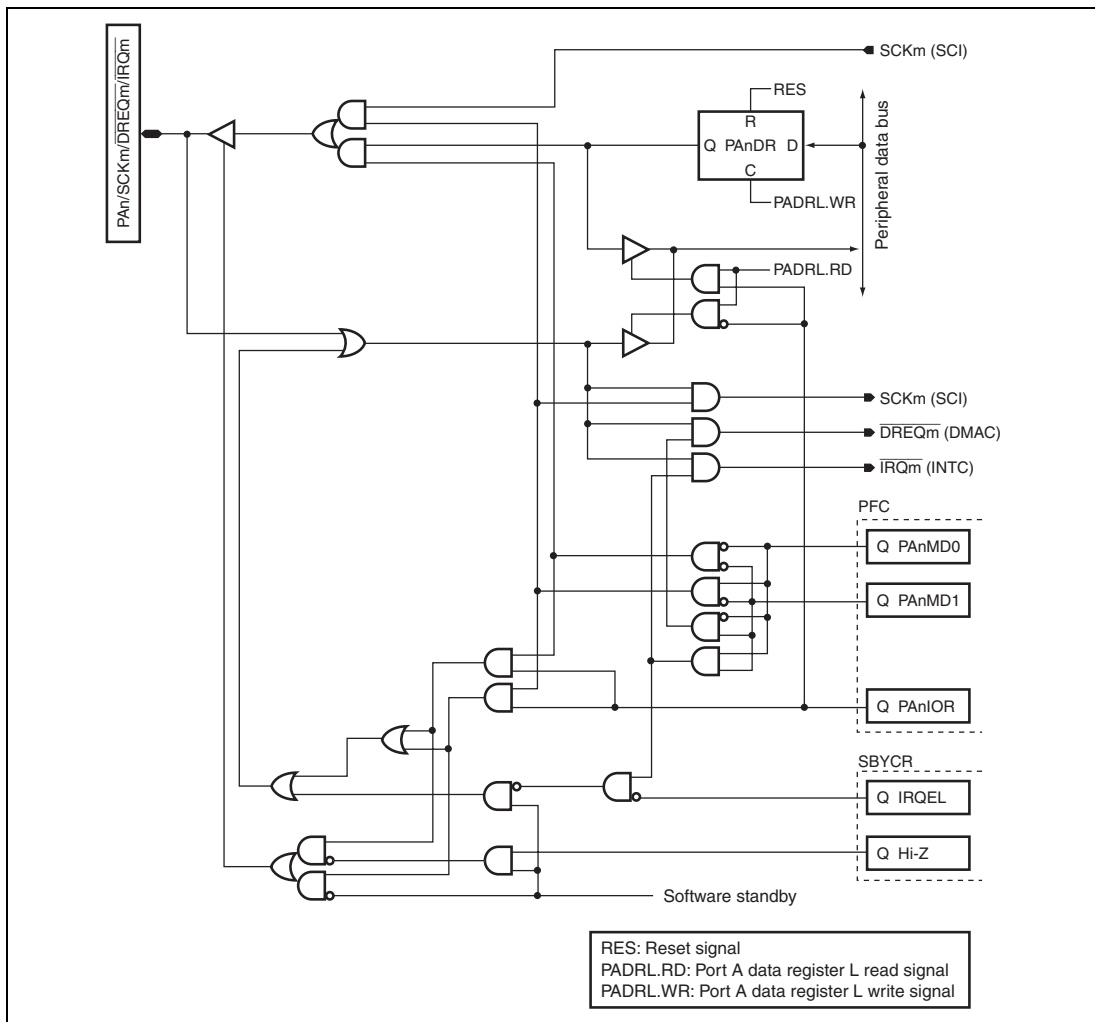 PAn/SCKm/DREQm/IRQm
SCKm (SCI)
RES
R
Q PAnDR D
C
PADRL.WR
Peripheral data bus
PADRL.RD
SCKm (SCI)
DREQm (DMAC)
IRQm (INTC)
PFC
Q PAnMD0
Q PAnMD1
Q PAnIOR
SBYCR
Q IRQEL
Q Hi-Z
Software standby
RES: Reset signal
PADRL.RD: Port A data register L read signal
PADRL.WR: Port A data register L write signal